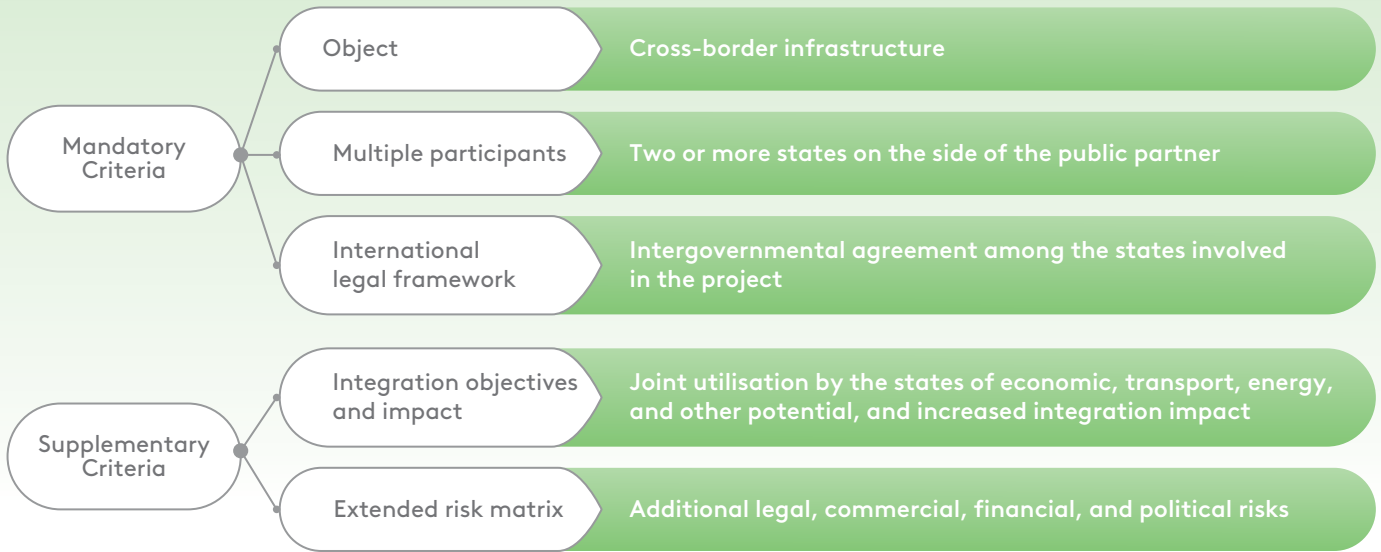 Mandatory
Criteria
Object
Cross-border infrastructure
Multiple participants
Two or more states on the side of the public partner
International
legal framework
Intergovernmental agreement among the states involved
in the project
Supplementary
Criteria
Integration objectives
and impact
Joint utilisation by the states of economic, transport, energy,
and other potential, and increased integration impact
Extended risk matrix
Additional legal, commercial, financial, and political risks